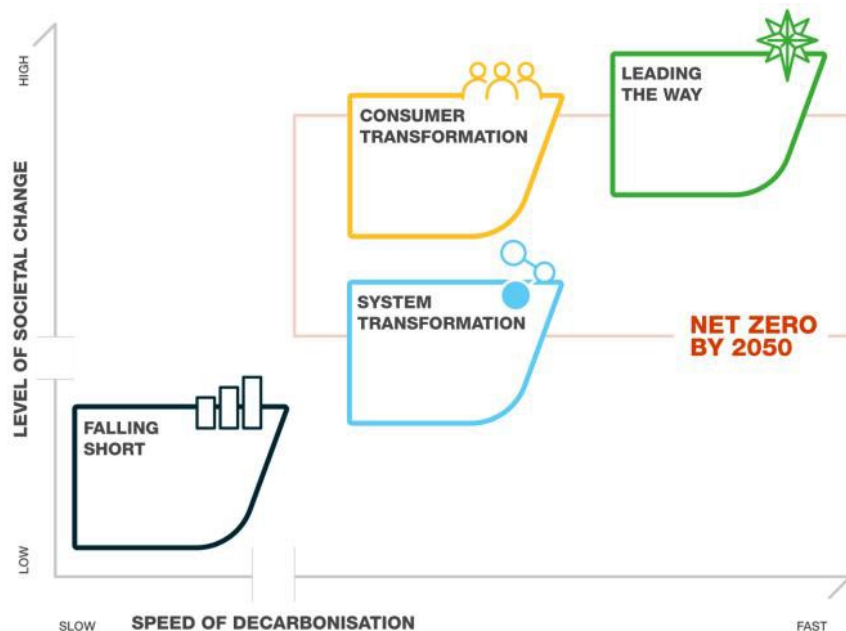 HIGH
LEADING
THE WAY
CONSUMER
TRANSFORMATION
LEVEL OF SOCIETAL CHANGE
SYSTEM
TRANSFORMATION
NET ZERO
BY 2050
FALLING
SHORT
LOW
SLOW
SPEED OF DECARBONISATION
FAST